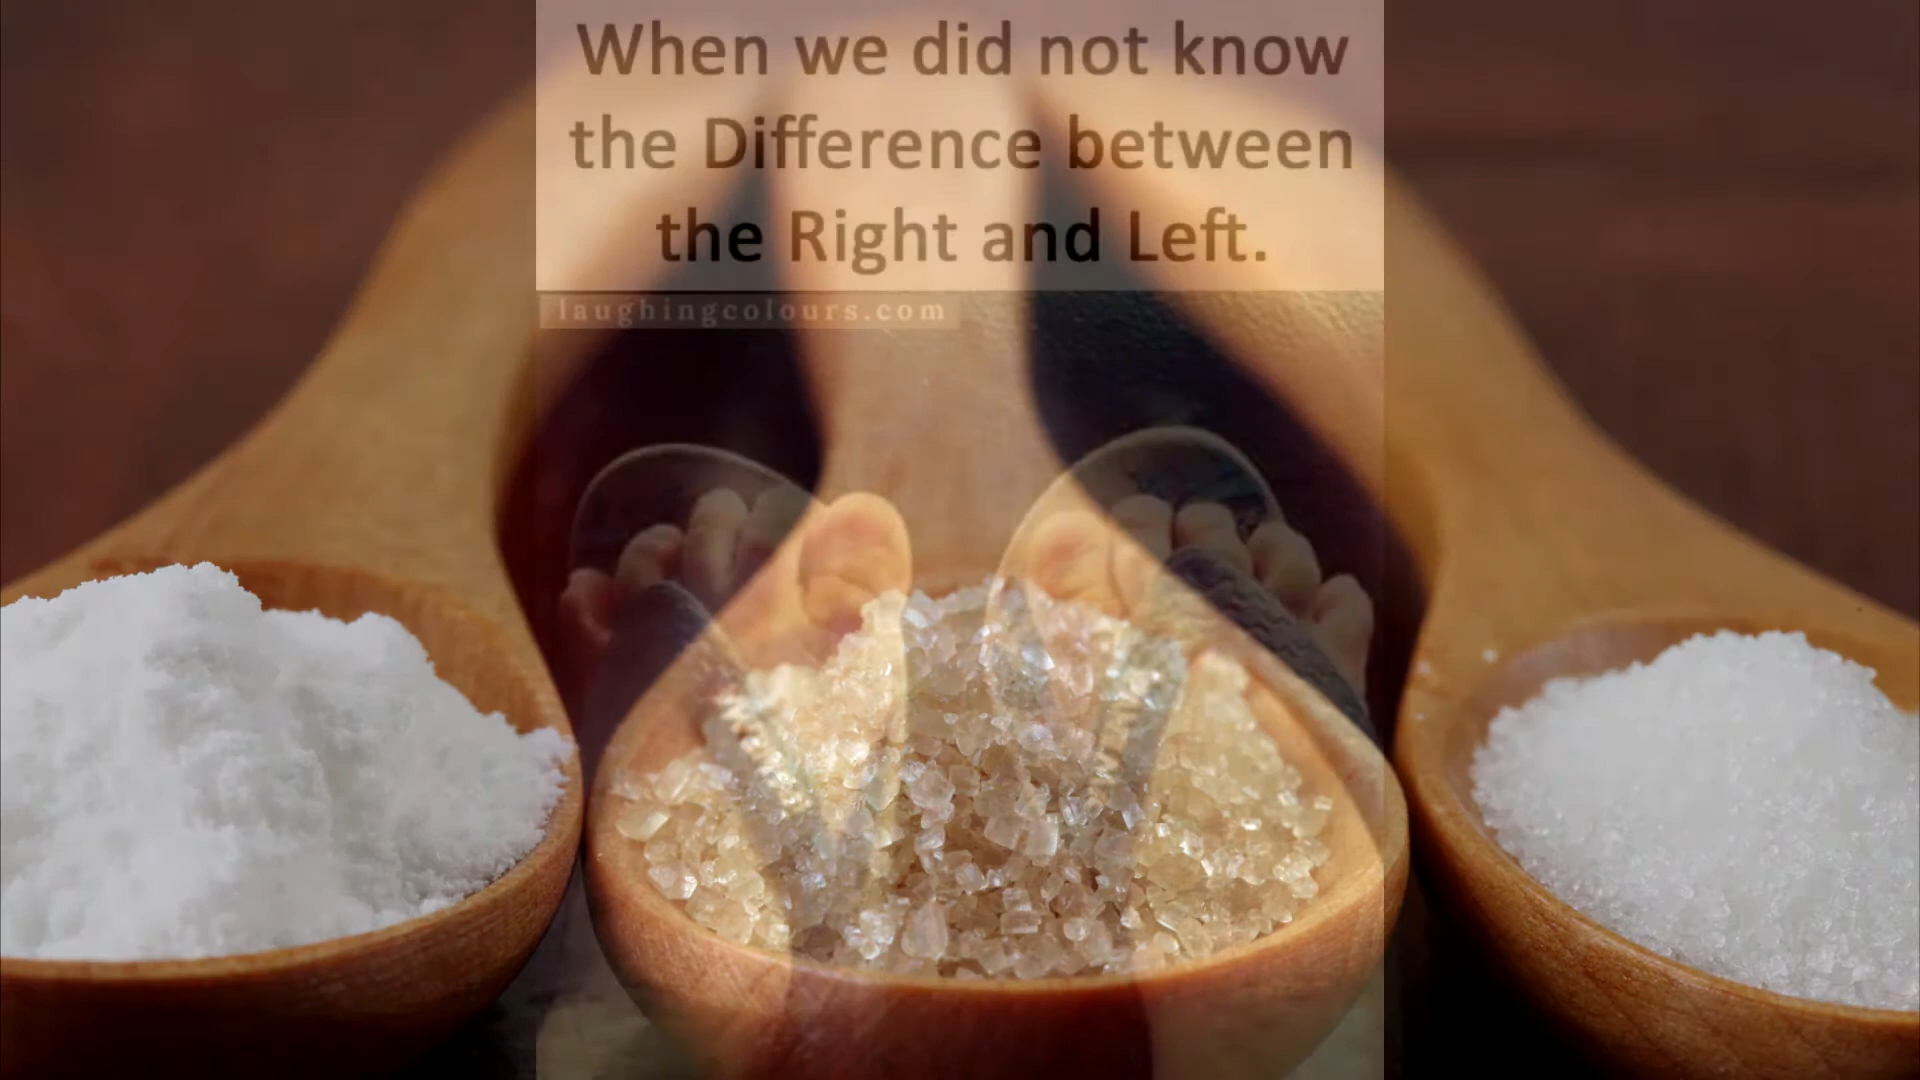 When we did not know
the Difference between
the Right and Left.
laughingcolours.com